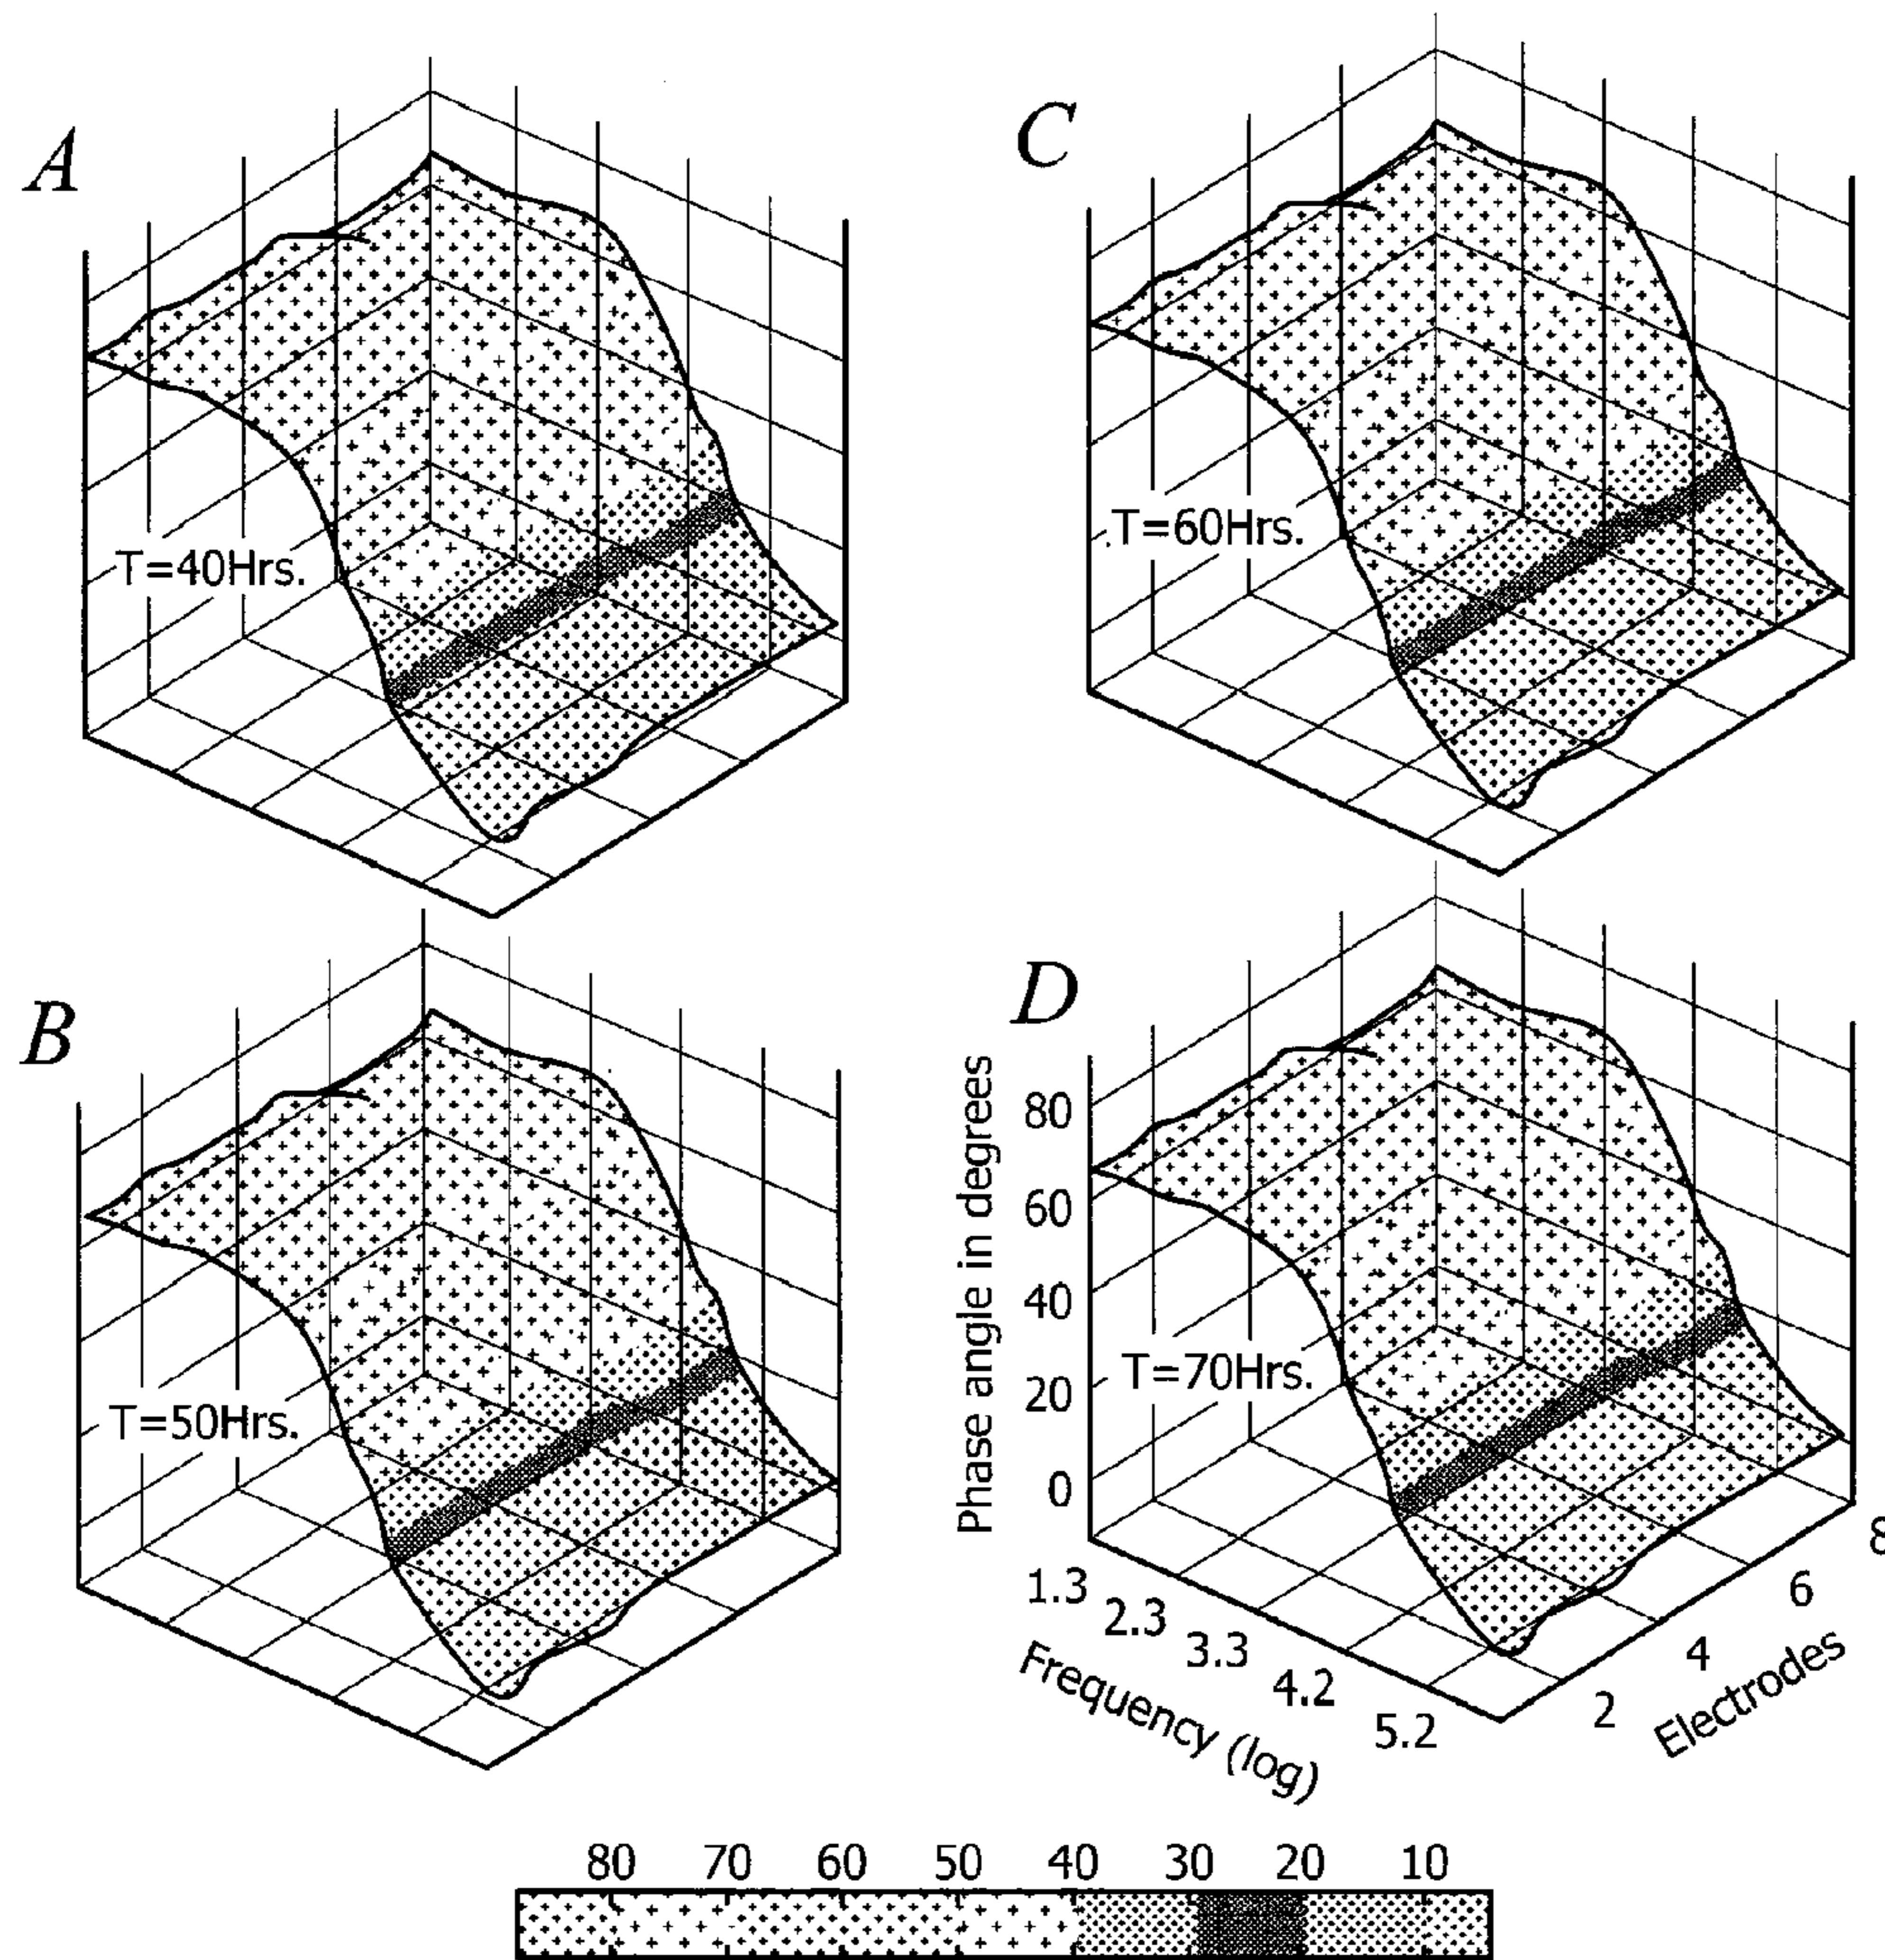 A
T=40Hrs.
C
T=60Hrs.
B
T=50Hrs.
D
Phase angle in degrees
80
60
40
20
0
T=70Hrs.
1.3
2.3
3.3
4.2
5.2
Frequency (log)
2
4
6
8
Electrodes
80 70 60 50 40 30 20 10